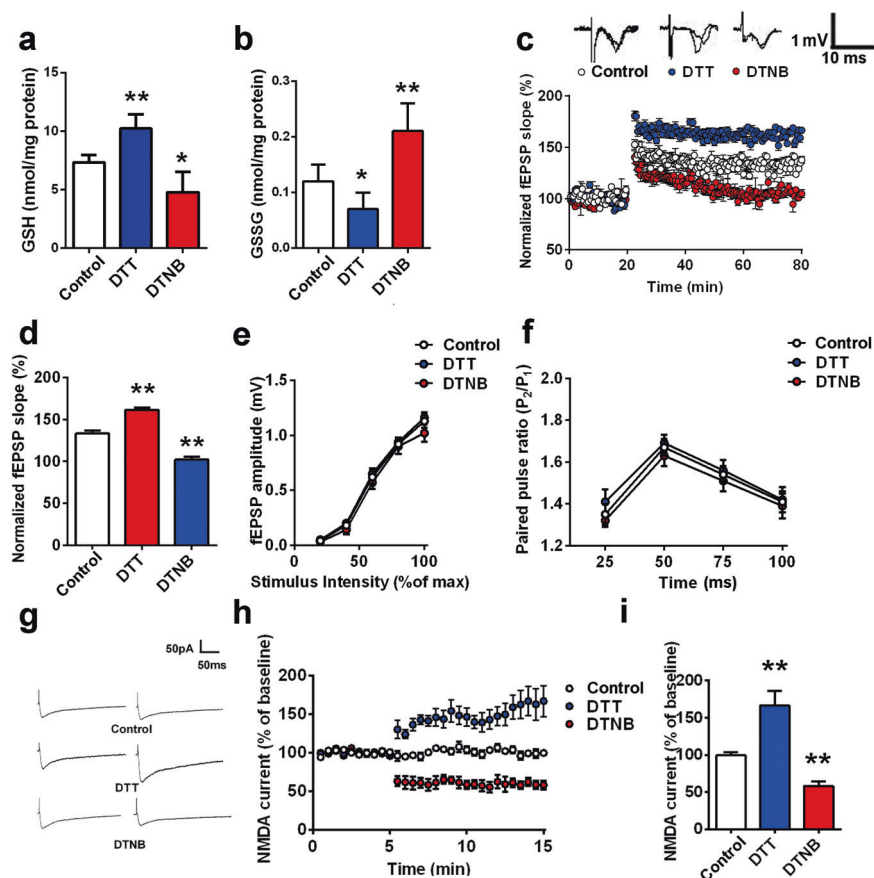 a
GSH (nmol/mg protein)
15
10
5
0
**
*
Control
DTT
DTNB
b
GSSG (nmol/mg protein)
0.3
0.2
0.1
0.0
*
**
Control
DTT
DTNB
c
1 mV
10 ms
Control
DTT
DTNB
Normalized fEPSP slope (%)
200
150
100
50
0 20 40 60 80
Time (min)
d
Normalized fEPSP slope (%)
200
150
100
50
0
**
**
Control
DTT
DTNB
e
Control
DTT
DTNB
fEPSP amplitude (mV)
1.5
1.0
0.5
0.0
0 20 40 60 80 100
Stimulus Intensity (%of max)
f
Control
DTT
DTNB
Paired pulse ratio (P2/P1)
2.0
1.8
1.6
1.4
1.2
25 50 75 100
Time (ms)
g
50pA
50ms
Control
DTT
DTNB
h
NMDA current (% of baseline)
200
150
100
50
0
0 5 10 15
Time (min)
Control
DTT
DTNB
i
NMDA current (% of baseline)
200
150
100
50
0
**
**
Control
DTT
DTNB